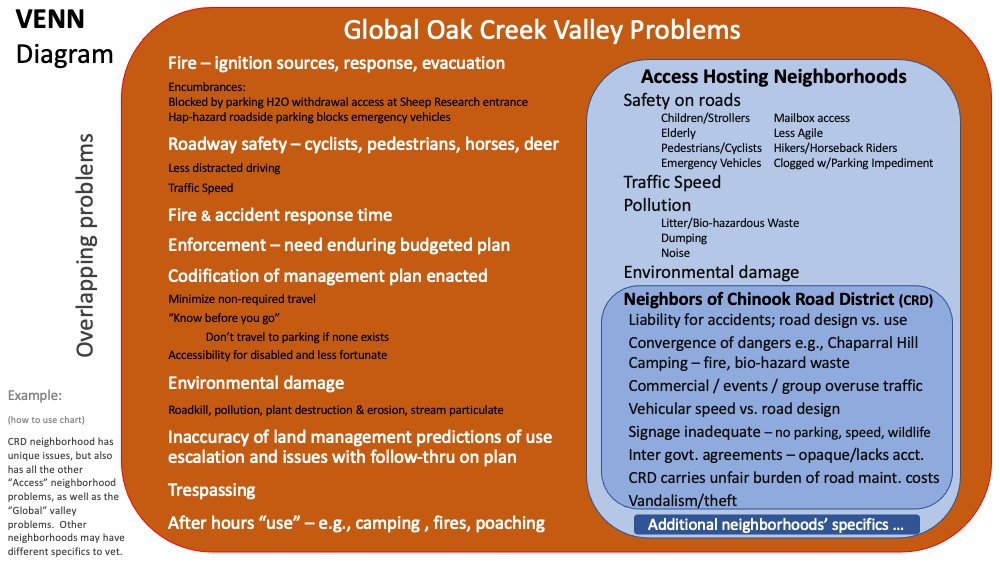 VENN
Diagram
Overlapping problems
Example:
(how to use chart)
CRD neighborhood has
unique issues, but also
has all the other
“Access” neighborhood
problems, as well as the
“Global” valley
problems.  Other
neighborhoods may have
different specifics to vet.
Global Oak Creek Valley Problems
Fire – ignition sources, response, evacuation
Encumbrances:
Blocked by parking H2O withdrawal access at Sheep Research entrance
Hap-hazard roadside parking blocks emergency vehicles
Roadway safety – cyclists, pedestrians, horses, deer
Less distracted driving
Traffic Speed
Fire & accident response time
Enforcement – need enduring budgeted plan
Codification of management plan enacted
Minimize non-required travel
“Know before you go”
Don’t travel to parking if none exists
Accessibility for disabled and less fortunate
Environmental damage
Roadkill, pollution, plant destruction & erosion, stream particulate
Inaccuracy of land management predictions of use
escalation and issues with follow-thru on plan
Trespassing
After hours “use” – e.g., camping , fires, poaching
Access Hosting Neighborhoods
Safety on roads
Children/Strollers Mailbox access
Elderly Less Agile
Pedestrians/Cyclists Hikers/Horseback Riders
Emergency Vehicles Clogged w/Parking Impediment
Traffic Speed
Pollution
Litter/Bio-hazardous Waste
Dumping
Noise
Environmental damage
Neighbors of Chinook Road District (CRD)
Liability for accidents; road design vs. use
Convergence of dangers e.g., Chaparral Hill
Camping – fire, bio-hazard waste
Commercial / events / group overuse traffic
Vehicular speed vs. road design
Signage inadequate – no parking, speed, wildlife
Inter govt. agreements – opaque/lacks acct.
CRD carries unfair burden of road maint. costs
Vandalism/theft
Additional neighborhoods’ specifics …